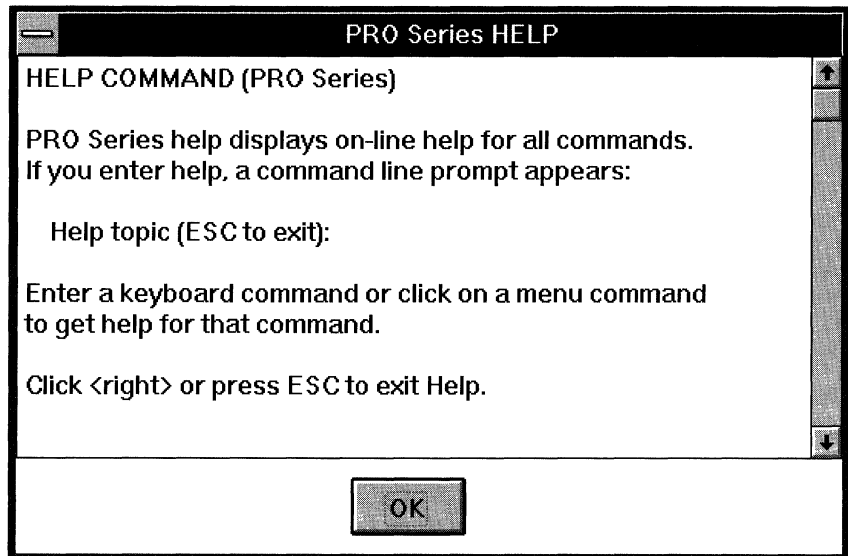 PRO Series HELP
HELP COMMAND (PRO Series)
PRO Series help displays on-line help for all commands.
If you enter help, a command line prompt appears:
Help topic (ESC to exit):
Enter a keyboard command or click on a menu command
to get help for that command.
Click <right> or press ESC to exit Help.
OK